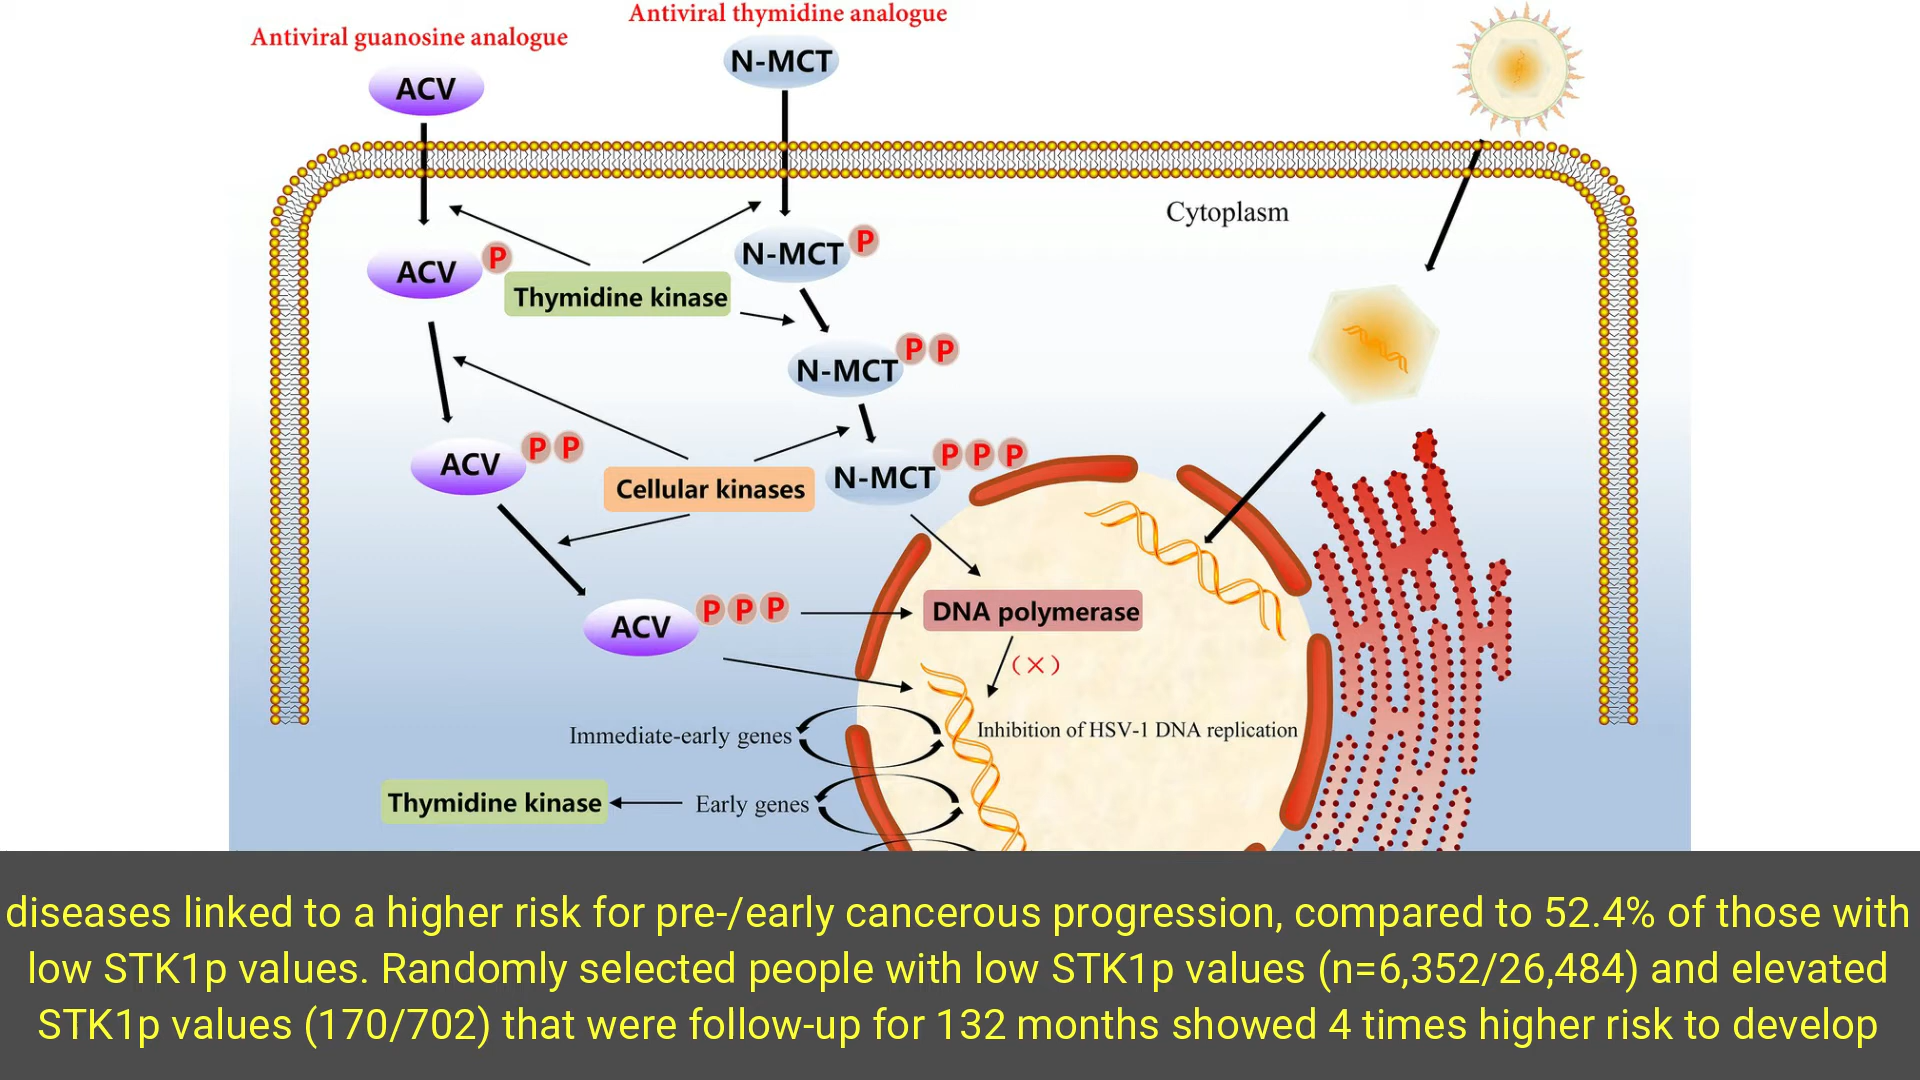 Antiviral thymidine analogue
Antiviral guanosine analogue
N-MCT
ACV
Cytoplasm
N-MCT P
ACV P
Thymidine kinase
N-MCT P P
ACV P P
N-MCT P P P
Cellular kinases
DNA polymerase
ACV P P P
(×)
Inhibition of HSV-1 DNA replication
Immediate-early genes
Thymidine kinase
Early genes
diseases linked to a higher risk for pre-/early cancerous progression, compared to 52.4% of those with
low STK1p values. Randomly selected people with low STK1p values (n=6,352/26,484) and elevated
STK1p values (170/702) that were follow-up for 132 months showed 4 times higher risk to develop